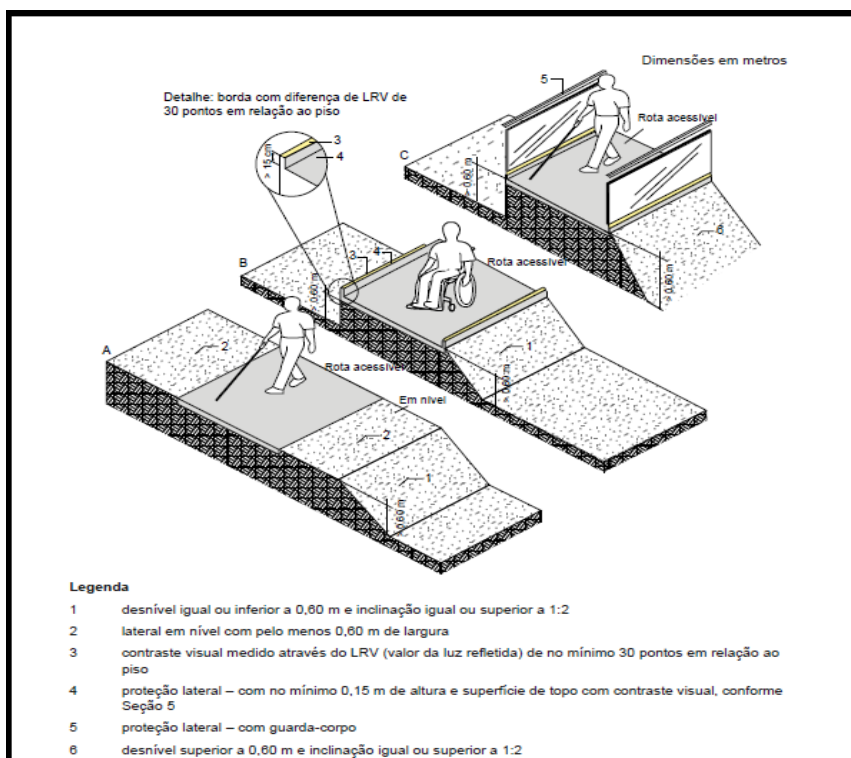 Dimensões em metros
Detalhe: borda com diferença de LRV de
30 pontos em relação ao piso
3
4
> 15 cm
5
Rota acessível
C
> 0,60 m
6
> 0,60 m
B
3
4
Rota acessível
> 0,60 m
1
> 0,60 m
A
2
Rota acessível
Em nível
2
1
> 0,60 m
Legenda
1 desnível igual ou inferior a 0,60 m e inclinação igual ou superior a 1:2
2 lateral em nível com pelo menos 0,60 m de largura
3 contraste visual medido através do LRV (valor da luz refletida) de no mínimo 30 pontos em relação ao
piso
4 proteção lateral – com no mínimo 0,15 m de altura e superfície de topo com contraste visual, conforme
Seção 5
5 proteção lateral – com guarda-corpo
6 desnível superior a 0,60 m e inclinação igual ou superior a 1:2